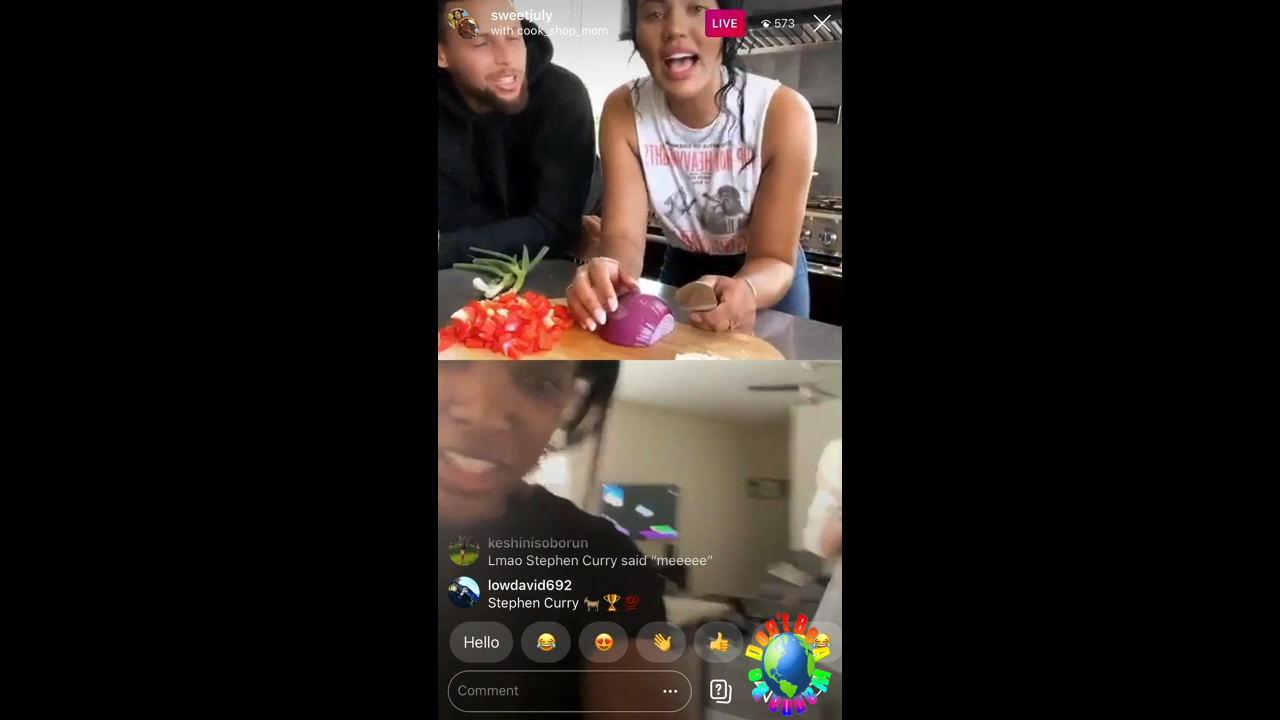 sweetjuly
with cook_shop_mom
LIVE
573
keshinisoborun
Lmao Stephen Curry said “meeeee”
lowdavid692
Stephen Curry 🐐🏆💯
Hello
Comment